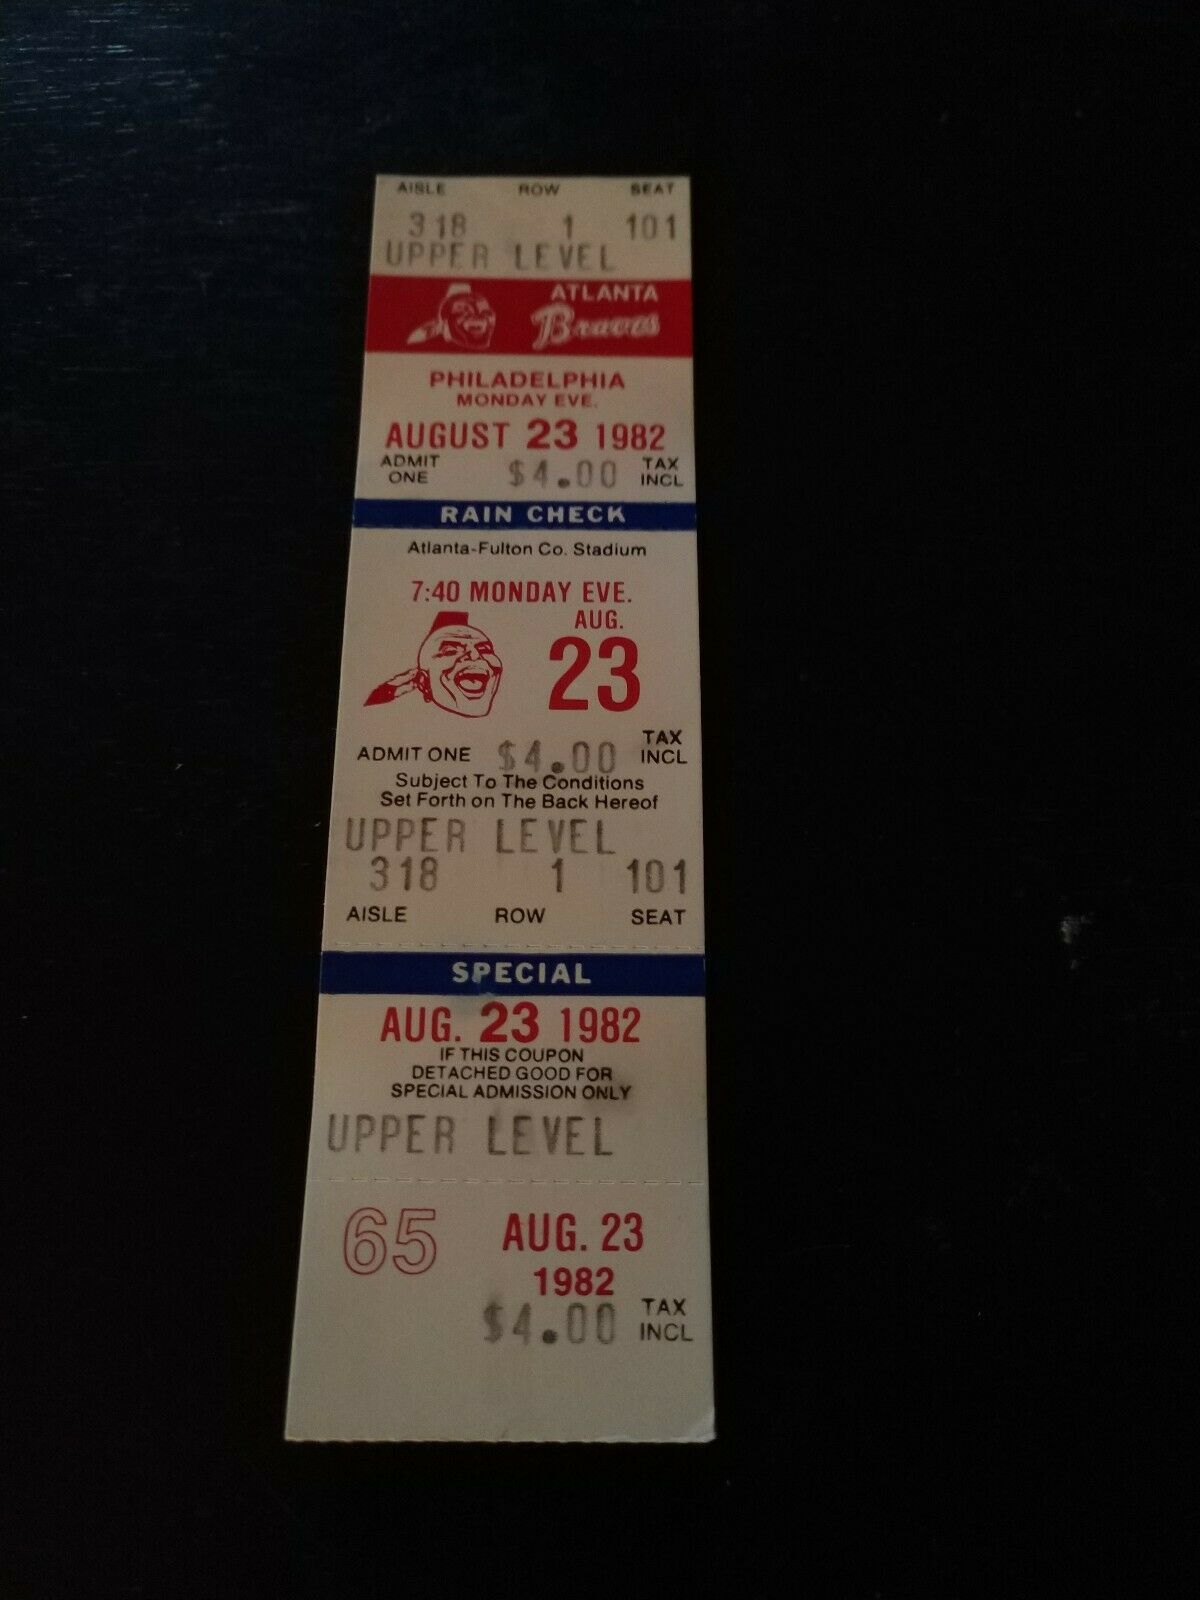 AISLE ROW SEAT
318 1 101
UPPER LEVEL
ATLANTA
Braves
PHILADELPHIA
MONDAY EVE.
AUGUST 23 1982
ADMIT ONE $4.00 TAX INCL
RAIN CHECK
Atlanta-Fulton Co. Stadium
7:40 MONDAY EVE.
AUG.
23
ADMIT ONE $4.00 TAX INCL
Subject To The Conditions
Set Forth on The Back Hereof
UPPER LEVEL
318 1 101
AISLE ROW SEAT
SPECIAL
AUG. 23 1982
IF THIS COUPON
DETACHED GOOD FOR
SPECIAL ADMISSION ONLY
UPPER LEVEL
65 AUG. 23
1982
$4.00 TAX INCL